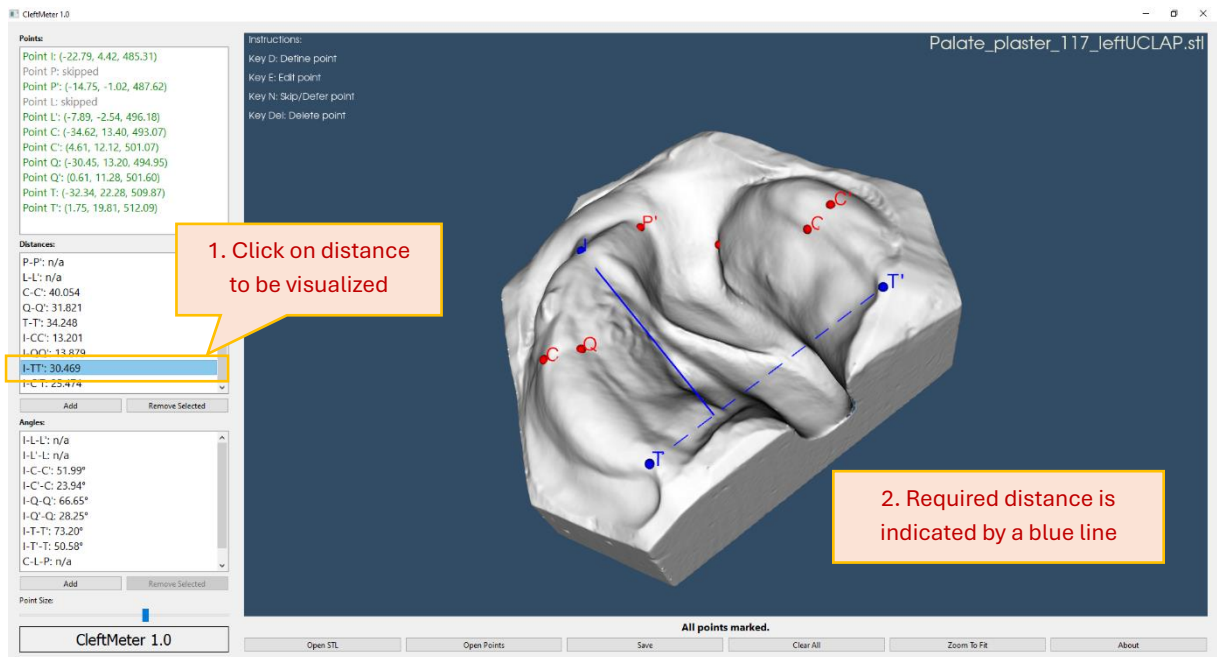 CleftMeter 1.0
Points:
Point I: (-22.79, 4.42, 485.31)
Point P: skipped
Point P': (-14.75, -1.02, 487.62)
Point L: skipped
Point L': (-7.89, -2.54, 496.18)
Point C: (-34.62, 13.40, 493.07)
Point C': (4.61, 12.12, 501.07)
Point Q: (-30.45, 13.20, 494.95)
Point Q': (0.61, 11.28, 501.60)
Point T: (-32.34, 22.28, 509.87)
Point T': (1.75, 19.81, 512.09)
Distances:
P-P': n/a
L-L': n/a
C-C': 40.054
Q-Q': 31.821
T-T': 34.248
I-CC': 13.201
I-QQ': 13.879
I-TT': 30.469
I-C'T': 25.474
Add
Remove Selected
Angles:
I-L-L': n/a
I-L'-L: n/a
I-C-C': 51.99°
I-C'-C: 23.94°
I-Q-Q': 66.65°
I-Q'-Q: 28.25°
I-T-T': 73.20°
I-T'-T: 50.58°
C-L-P: n/a
Add
Remove Selected
Point Size:
CleftMeter 1.0
Instructions:
Key D: Define point
Key E: Edit point
Key N: Skip/Defer point
Key Del: Delete point
Palate_plaster_117_leftUCLAP.stl
1. Click on distance
to be visualized
I
P'
C'
C
T'
C
Q
T
2. Required distance is
indicated by a blue line
All points marked.
Open STL
Open Points
Save
Clear All
Zoom To Fit
About